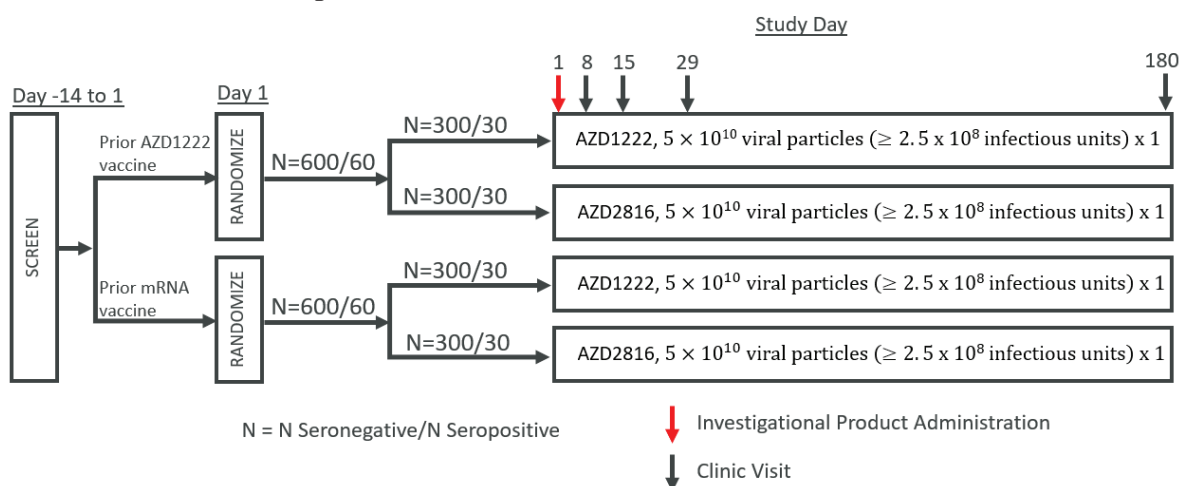 Study Day
1 8 15 29 180
Day -14 to 1
Day 1
SCREEN
Prior AZD1222
vaccine
RANDOMIZE
N=600/60
N=300/30
AZD1222, 5 × 10¹⁰ viral particles (≥ 2.5 x 10⁸ infectious units) x 1
N=300/30
AZD2816, 5 × 10¹⁰ viral particles (≥ 2.5 x 10⁸ infectious units) x 1
Prior mRNA
vaccine
RANDOMIZE
N=600/60
N=300/30
AZD1222, 5 × 10¹⁰ viral particles (≥ 2.5 x 10⁸ infectious units) x 1
N=300/30
AZD2816, 5 × 10¹⁰ viral particles (≥ 2.5 x 10⁸ infectious units) x 1
N = N Seronegative/N Seropositive
Investigational Product Administration
Clinic Visit